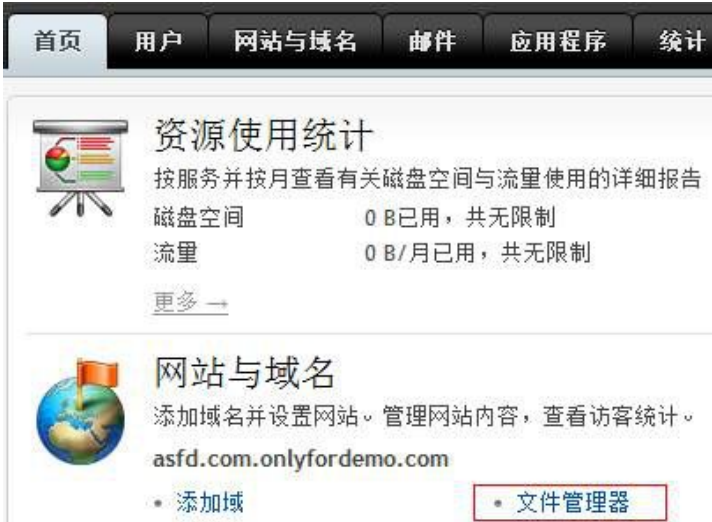 首页 用户 网站与域名 邮件 应用程序 统计
资源使用统计
按服务并按月查看有关磁盘空间与流量使用的详细报告
磁盘空间 0 B已用，共无限制
流量 0 B/月已用，共无限制
更多 →
网站与域名
添加域名并设置网站。管理网站内容，查看访客统计。
asfd.com.onlyfordemo.com
• 添加域 • 文件管理器